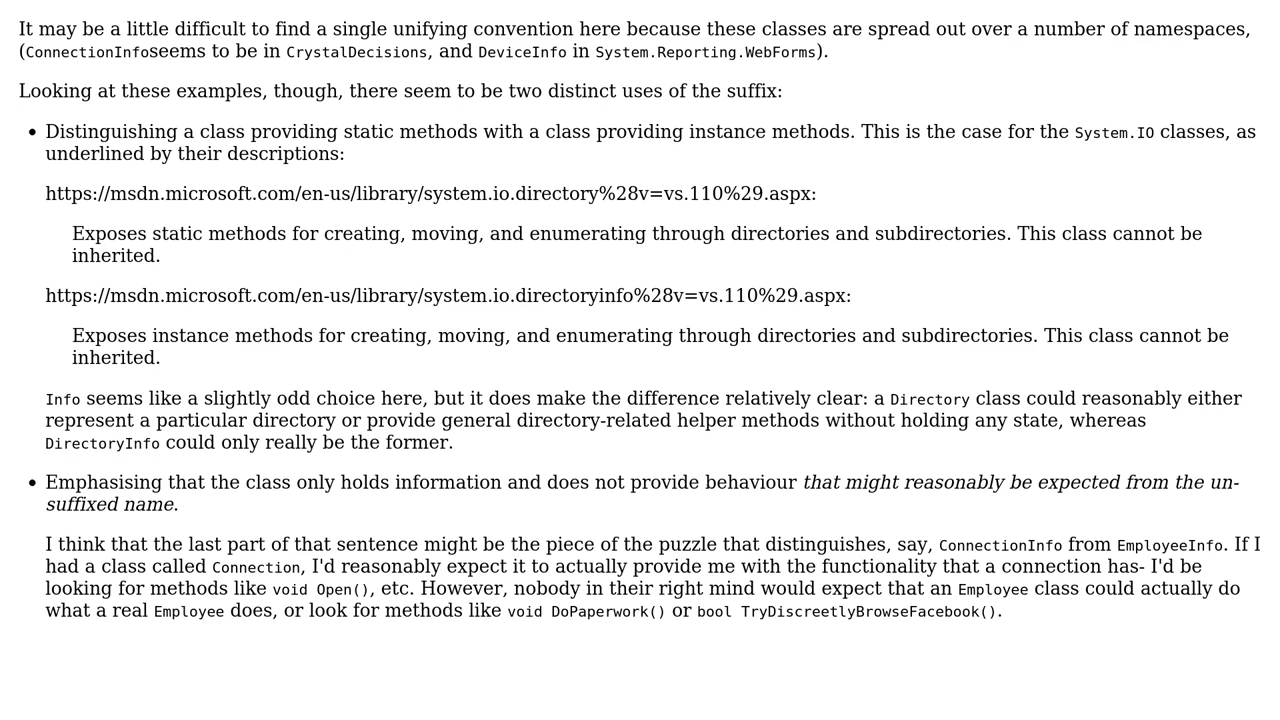 It may be a little difficult to find a single unifying convention here because these classes are spread out over a number of namespaces,
(ConnectionInfoseems to be in CrystalDecisions, and DeviceInfo in System.Reporting.WebForms).
Looking at these examples, though, there seem to be two distinct uses of the suffix:
• Distinguishing a class providing static methods with a class providing instance methods. This is the case for the System.IO classes, as
underlined by their descriptions:
https://msdn.microsoft.com/en-us/library/system.io.directory%28v=vs.110%29.aspx:
Exposes static methods for creating, moving, and enumerating through directories and subdirectories. This class cannot be
inherited.
https://msdn.microsoft.com/en-us/library/system.io.directoryinfo%28v=vs.110%29.aspx:
Exposes instance methods for creating, moving, and enumerating through directories and subdirectories. This class cannot be
inherited.
Info seems like a slightly odd choice here, but it does make the difference relatively clear: a Directory class could reasonably either
represent a particular directory or provide general directory-related helper methods without holding any state, whereas
DirectoryInfo could only really be the former.
• Emphasising that the class only holds information and does not provide behaviour that might reasonably be expected from the un-
suffixed name.
I think that the last part of that sentence might be the piece of the puzzle that distinguishes, say, ConnectionInfo from EmployeeInfo. If I
had a class called Connection, I'd reasonably expect it to actually provide me with the functionality that a connection has- I'd be
looking for methods like void Open(), etc. However, nobody in their right mind would expect that an Employee class could actually do
what a real Employee does, or look for methods like void DoPaperwork() or bool TryDiscreetlyBrowseFacebook().